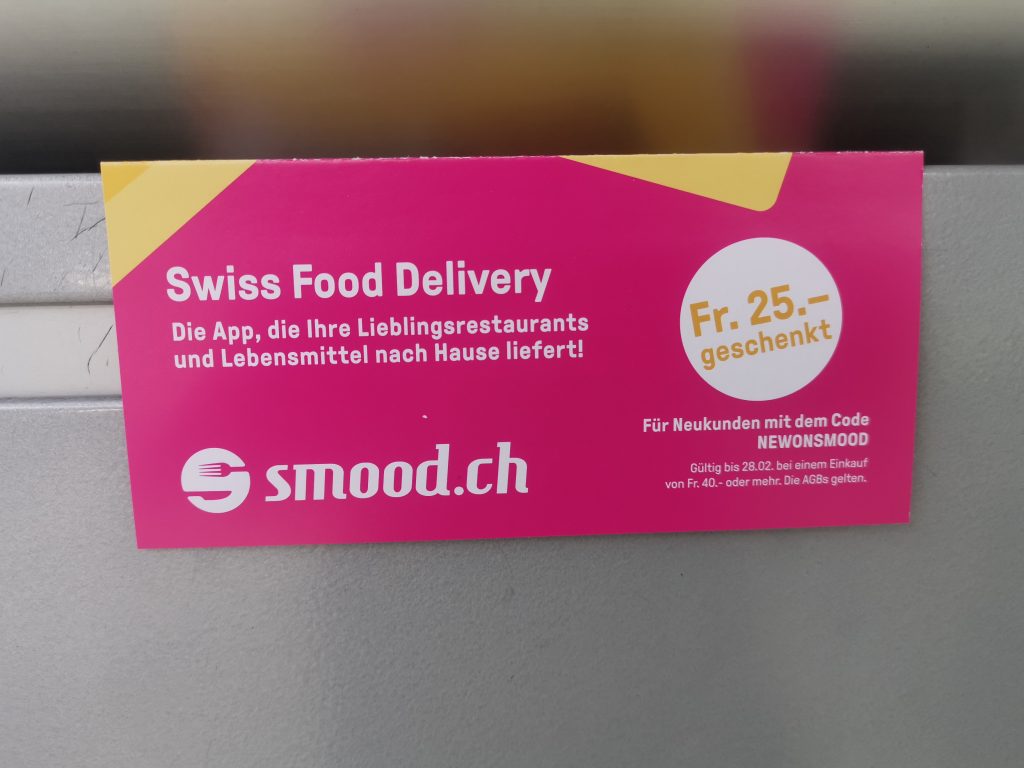 Swiss Food Delivery
Die App, die Ihre Lieblingsrestaurants
und Lebensmittel nach Hause liefert!
smood.ch
Fr. 25.–
geschenkt
Für Neukunden mit dem Code
NEWONSMOOD
Gültig bis 28.02. bei einem Einkauf
von Fr. 40.- oder mehr. Die AGBs gelten.